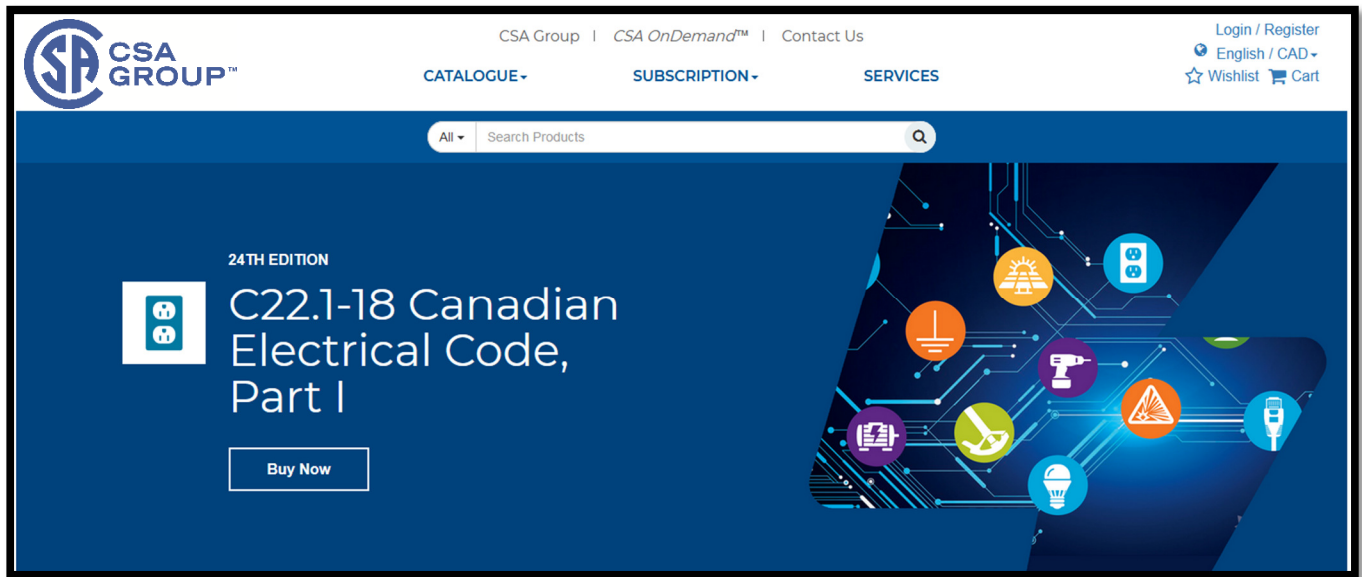 CSA
GROUP™
CSA Group | CSA OnDemand™ | Contact Us
Login / Register
English / CAD
CATALOGUE
SUBSCRIPTION
SERVICES
Wishlist Cart
All
Search Products
24TH EDITION
C22.1-18 Canadian
Electrical Code,
Part I
Buy Now